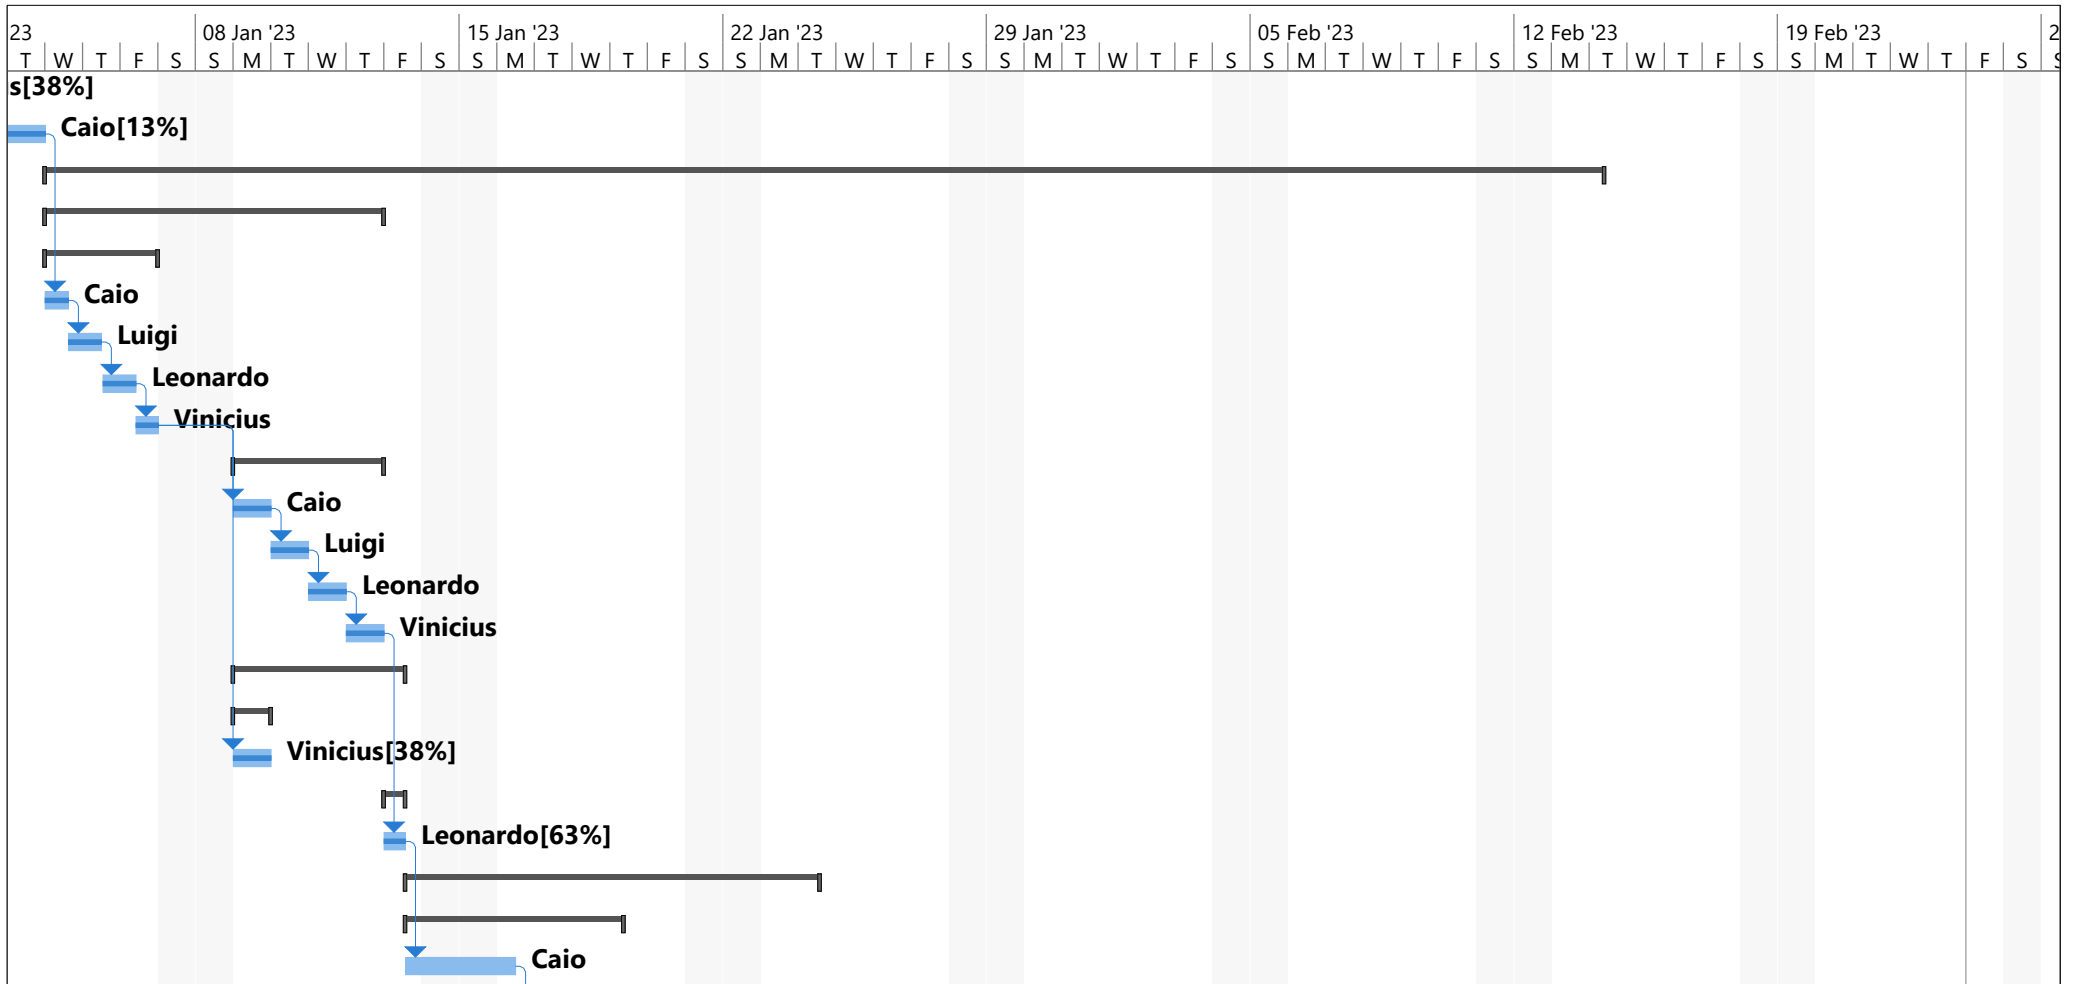 23 08 Jan '23 15 Jan '23 22 Jan '23 29 Jan '23 05 Feb '23 12 Feb '23 19 Feb '23 2
T W T F S S M T W T F S S M T W T F S S M T W T F S S M T W T F S S M T W T F S S M T W T F S S M T W T F S S
s[38%]
Caio[13%]
Caio
Luigi
Leonardo
Vinicius
Caio
Luigi
Leonardo
Vinicius
Vinicius[38%]
Leonardo[63%]
Caio